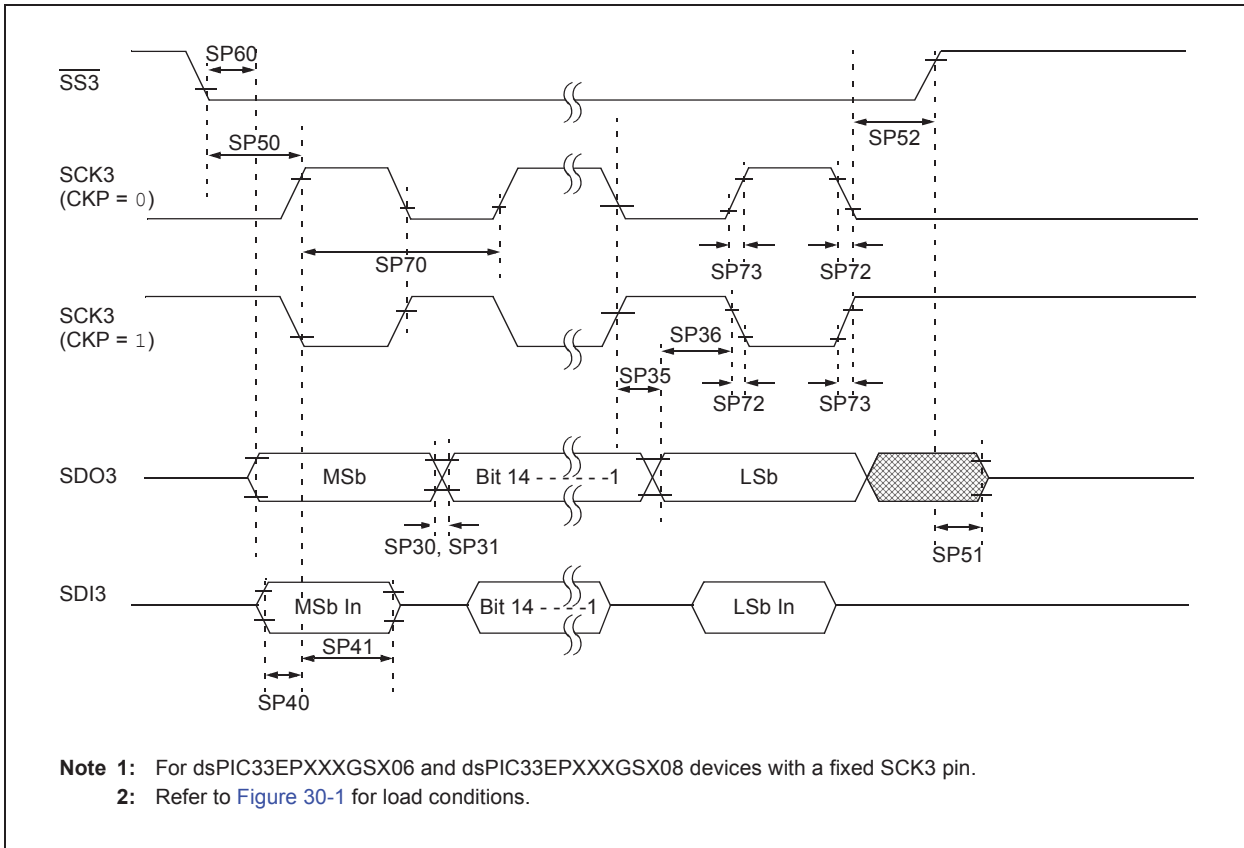 SP60
SS3
SP50
SP52
SCK3
(CKP = 0)
SP70
SP73
SP72
SCK3
(CKP = 1)
SP36
SP35
SP72
SP73
SDO3
MSb
Bit 14 - - - - - -1
LSb
SP30, SP31
SP51
SDI3
MSb In
Bit 14 - - - -1
LSb In
SP41
SP40
Note 1: For dsPIC33EPXXXGSX06 and dsPIC33EPXXXGSX08 devices with a fixed SCK3 pin.
2: Refer to Figure 30-1 for load conditions.